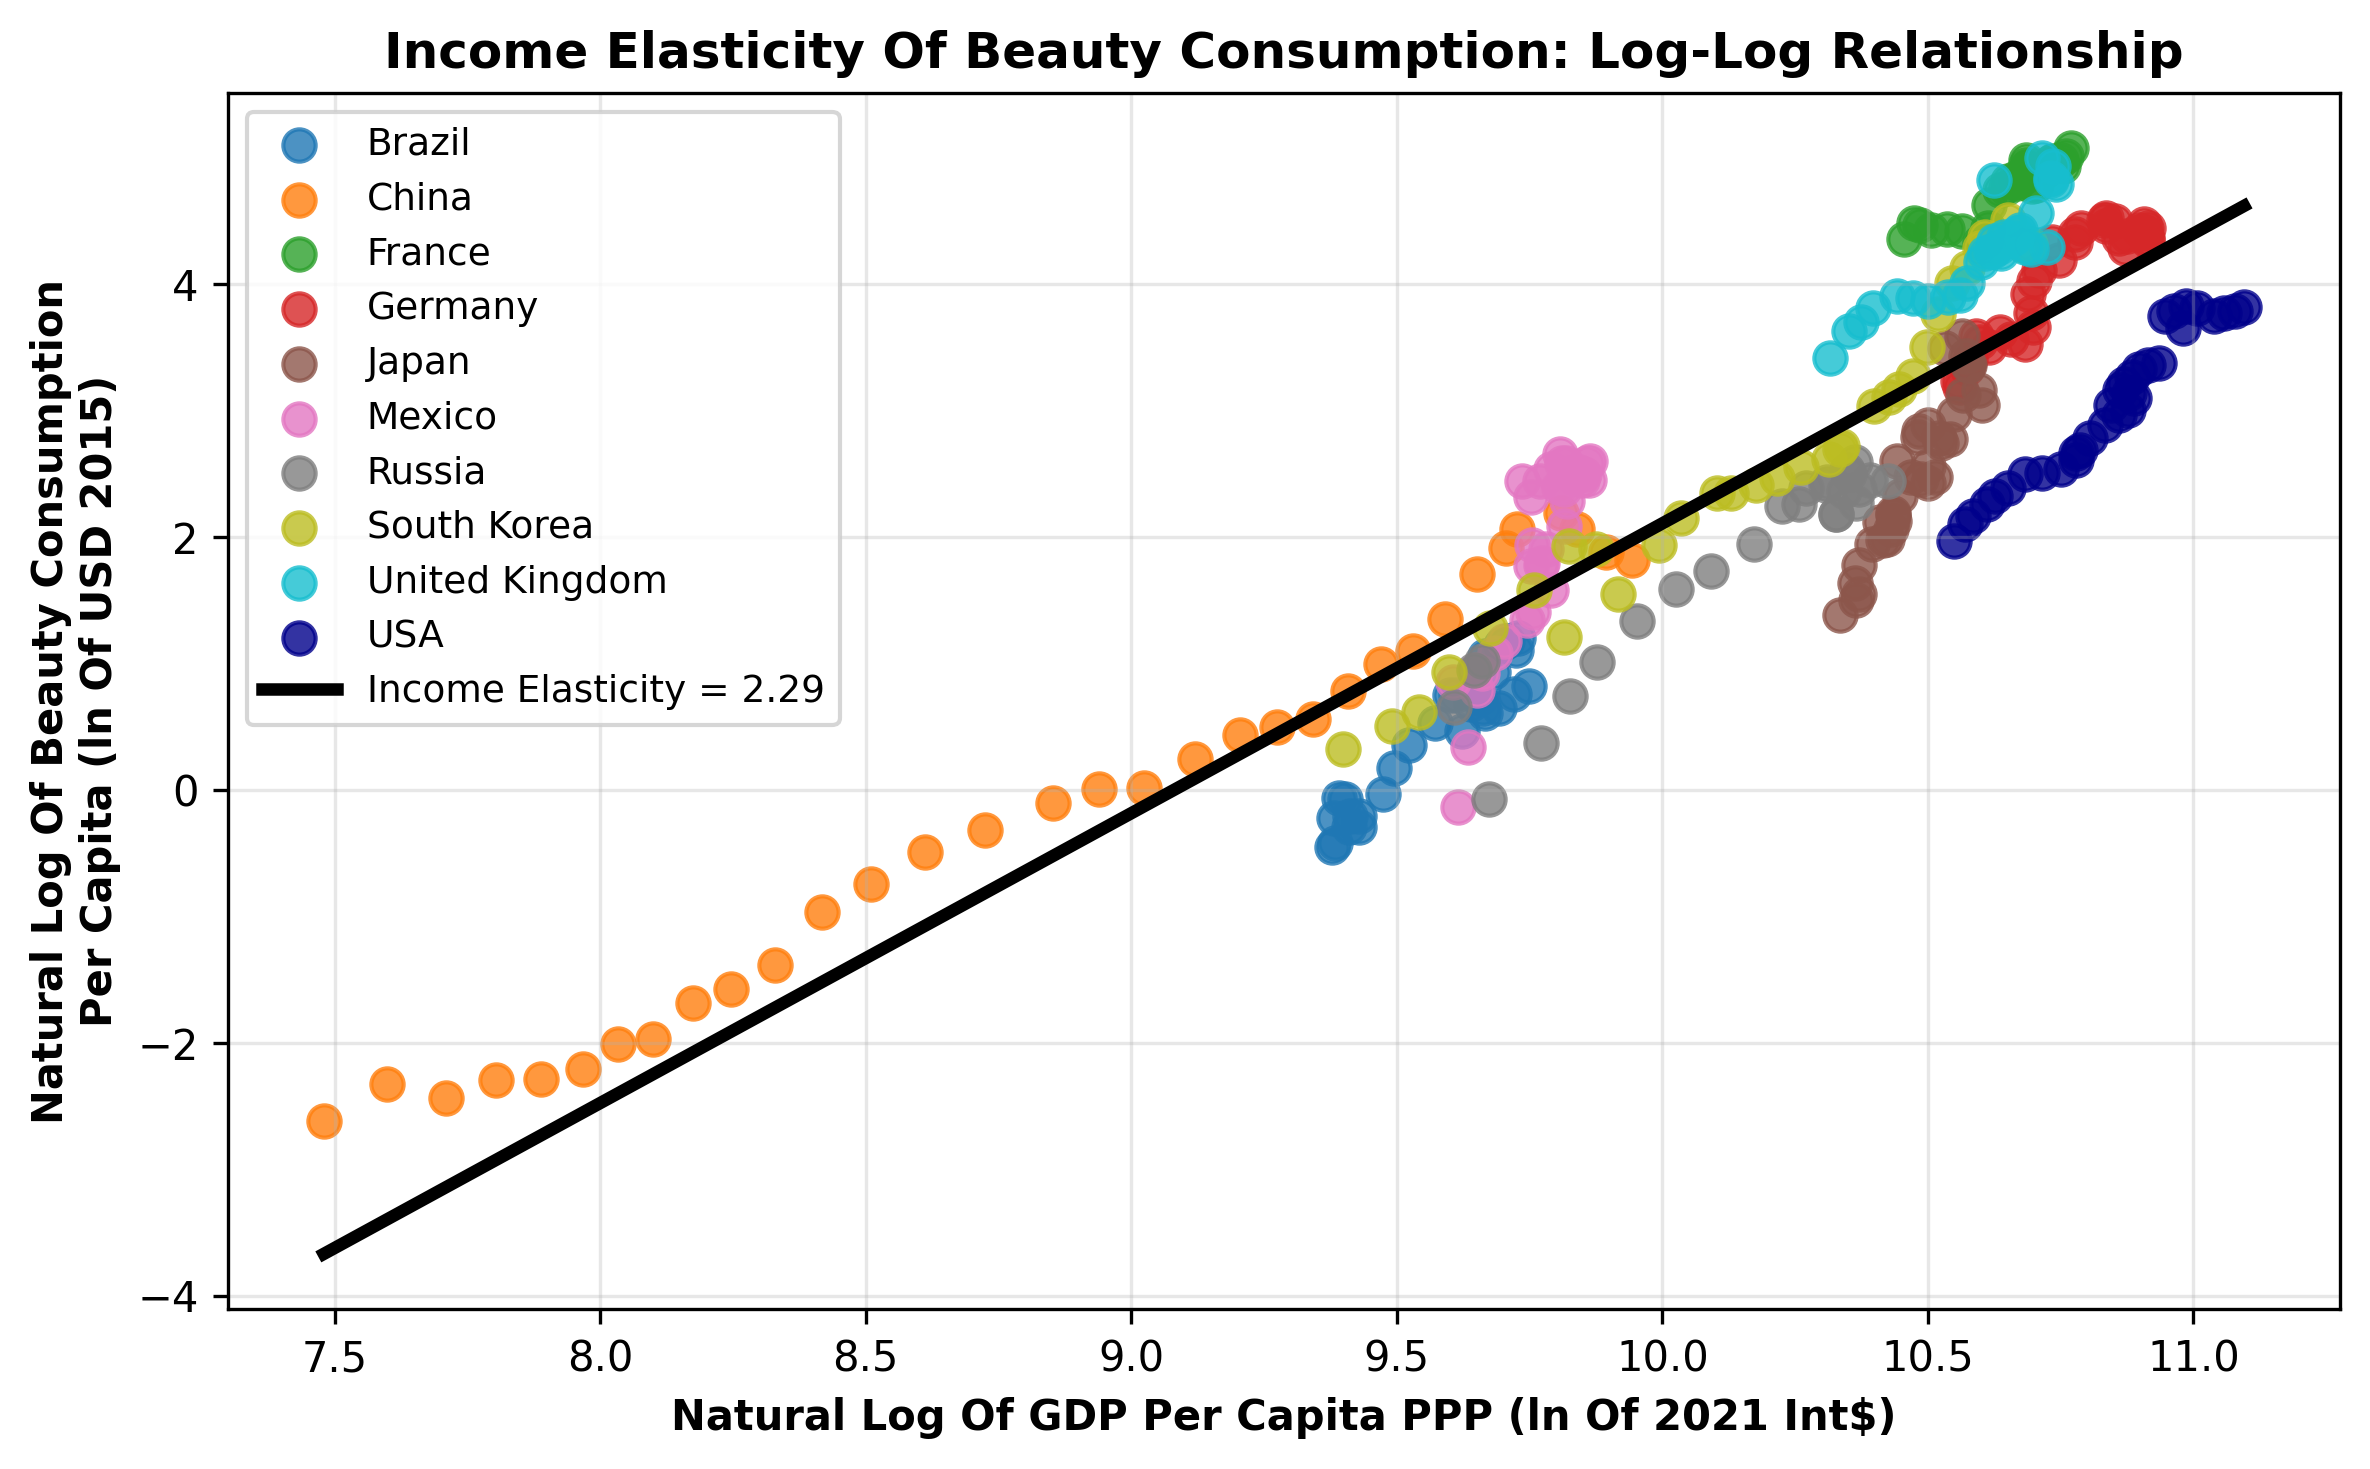 Income Elasticity Of Beauty Consumption: Log-Log Relationship
Natural Log Of Beauty Consumption
Per Capita (ln Of USD 2015)
4
2
0
−2
−4
Brazil
China
France
Germany
Japan
Mexico
Russia
South Korea
United Kingdom
USA
Income Elasticity = 2.29
7.5 8.0 8.5 9.0 9.5 10.0 10.5 11.0
Natural Log Of GDP Per Capita PPP (ln Of 2021 Int$)